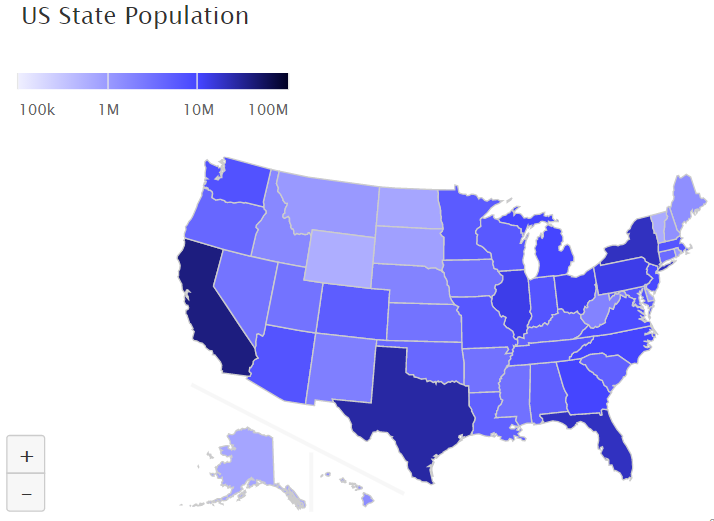 US State Population
100k 1M 10M 100M
+
−